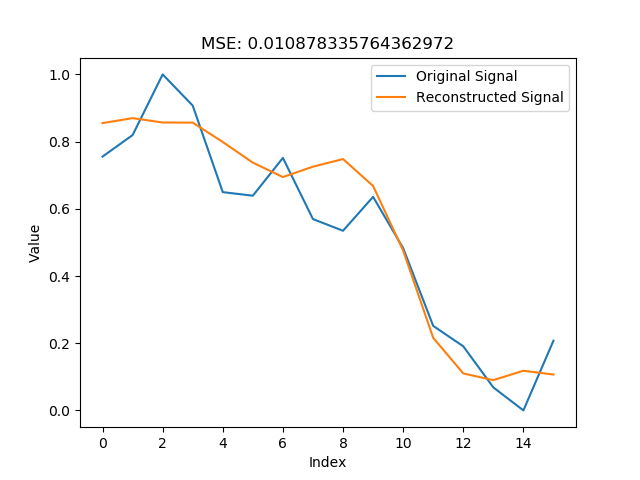 MSE: 0.010878335764362972
Original Signal
Reconstructed Signal
1.0
0.8
0.6
0.4
0.2
0.0
Value
0 2 4 6 8 10 12 14
Index